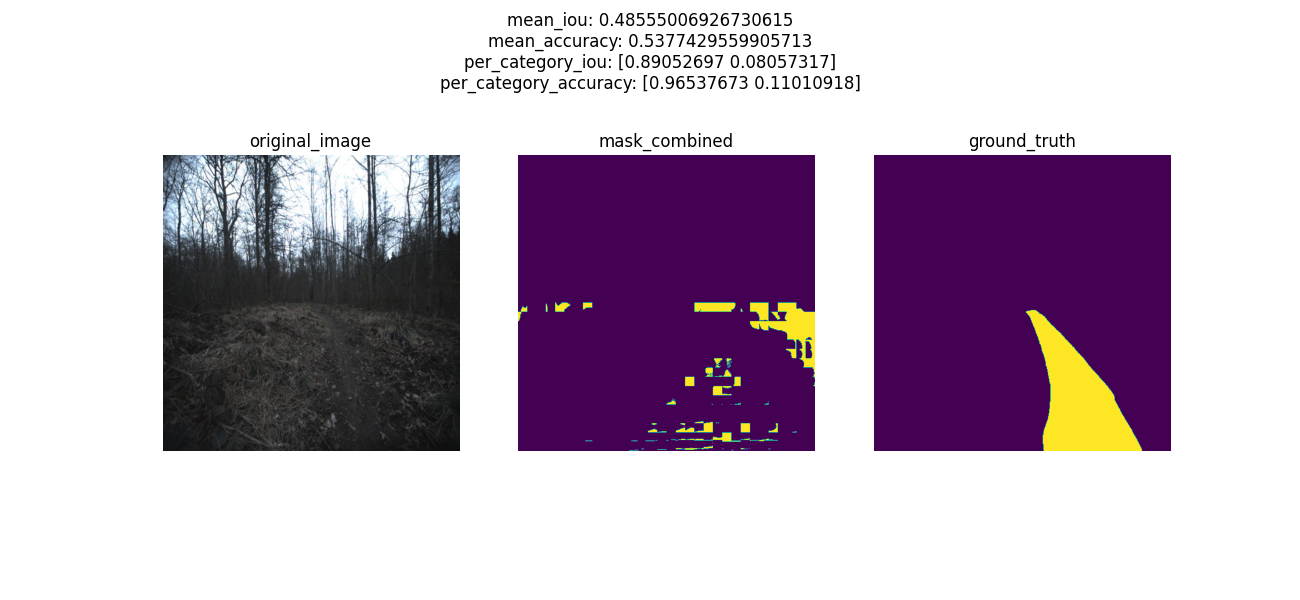 mean_iou: 0.48555006926730615
mean_accuracy: 0.5377429559905713
per_category_iou: [0.89052697 0.08057317]
per_category_accuracy: [0.96537673 0.11010918]
original_image
mask_combined
ground_truth